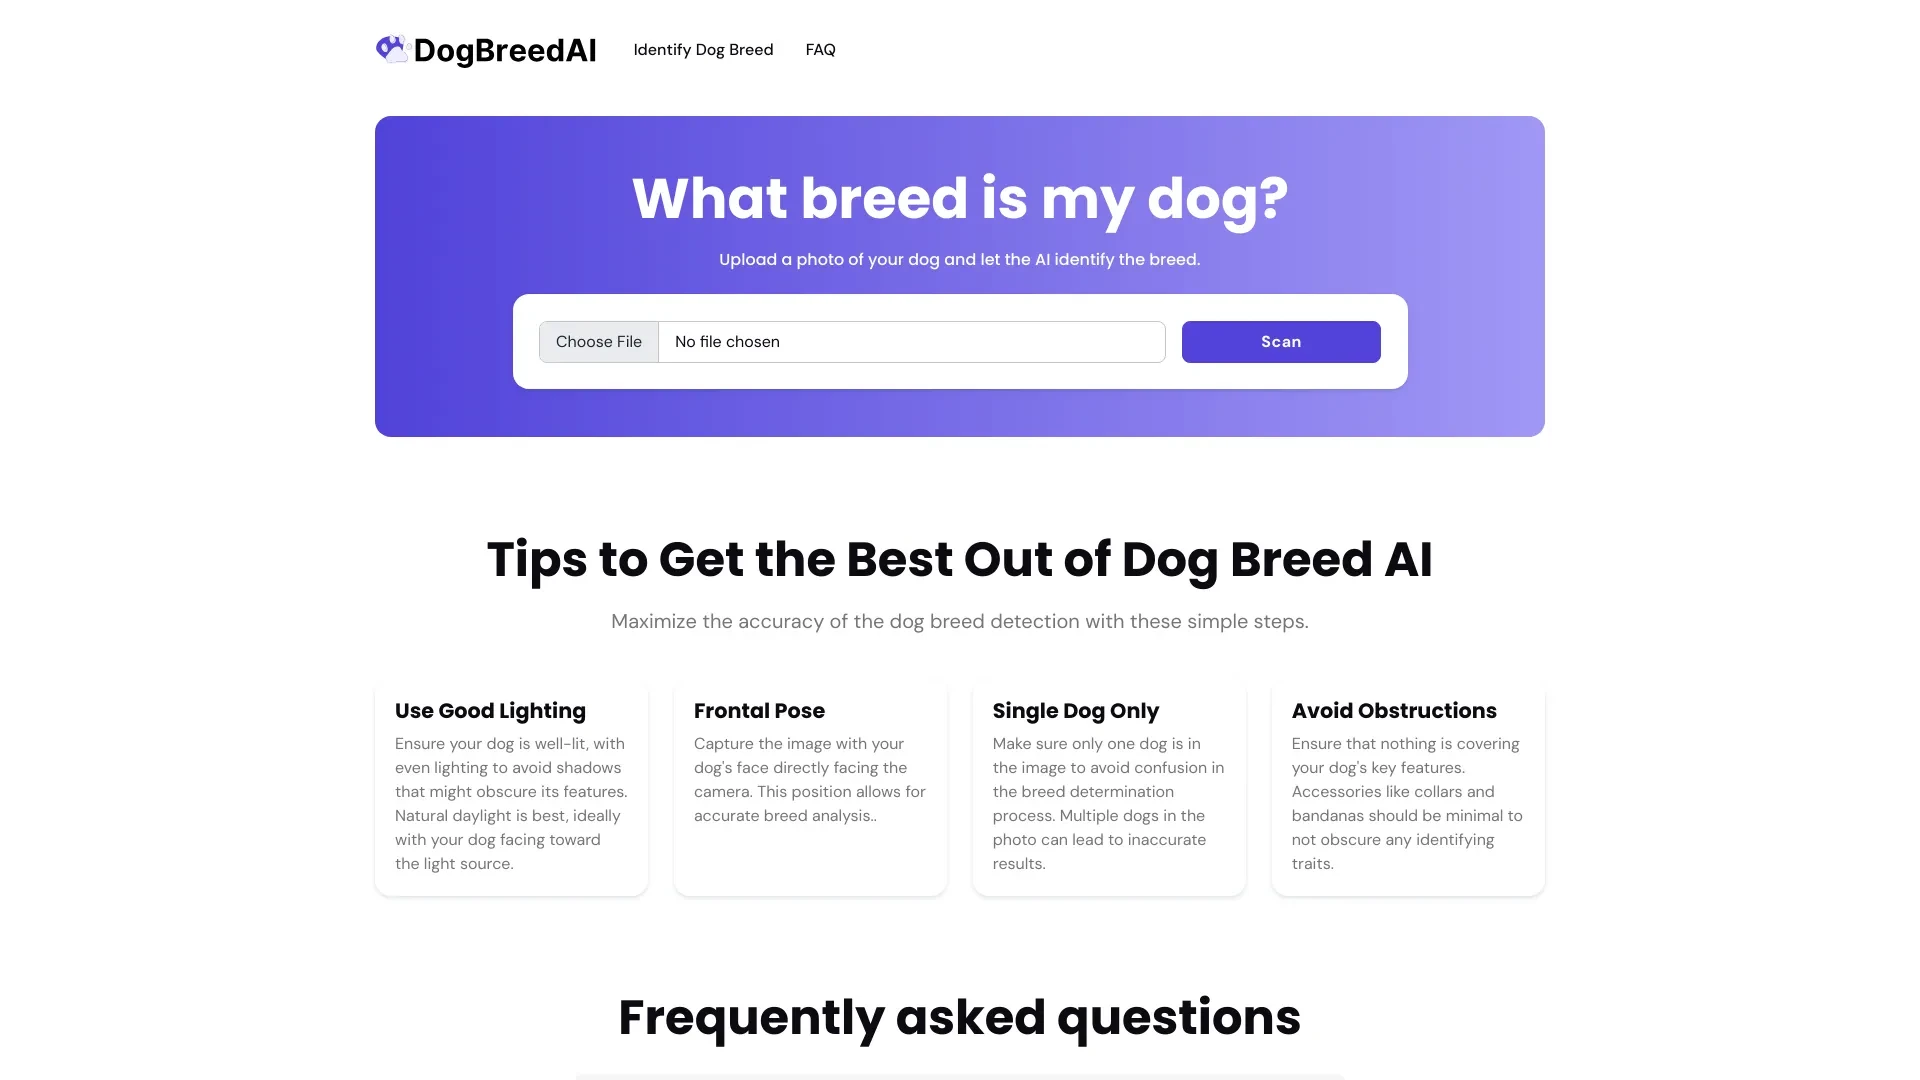 DogBreedAI
Identify Dog Breed
FAQ
What breed is my dog?
Upload a photo of your dog and let the AI identify the breed.
Choose File
No file chosen
Scan
Tips to Get the Best Out of Dog Breed AI
Maximize the accuracy of the dog breed detection with these simple steps.
Use Good Lighting
Ensure your dog is well-lit, with
even lighting to avoid shadows
that might obscure its features.
Natural daylight is best, ideally
with your dog facing toward
the light source.
Frontal Pose
Capture the image with your
dog's face directly facing the
camera. This position allows for
accurate breed analysis..
Single Dog Only
Make sure only one dog is in
the image to avoid confusion in
the breed determination
process. Multiple dogs in the
photo can lead to inaccurate
results.
Avoid Obstructions
Ensure that nothing is covering
your dog's key features.
Accessories like collars and
bandanas should be minimal to
not obscure any identifying
traits.
Frequently asked questions